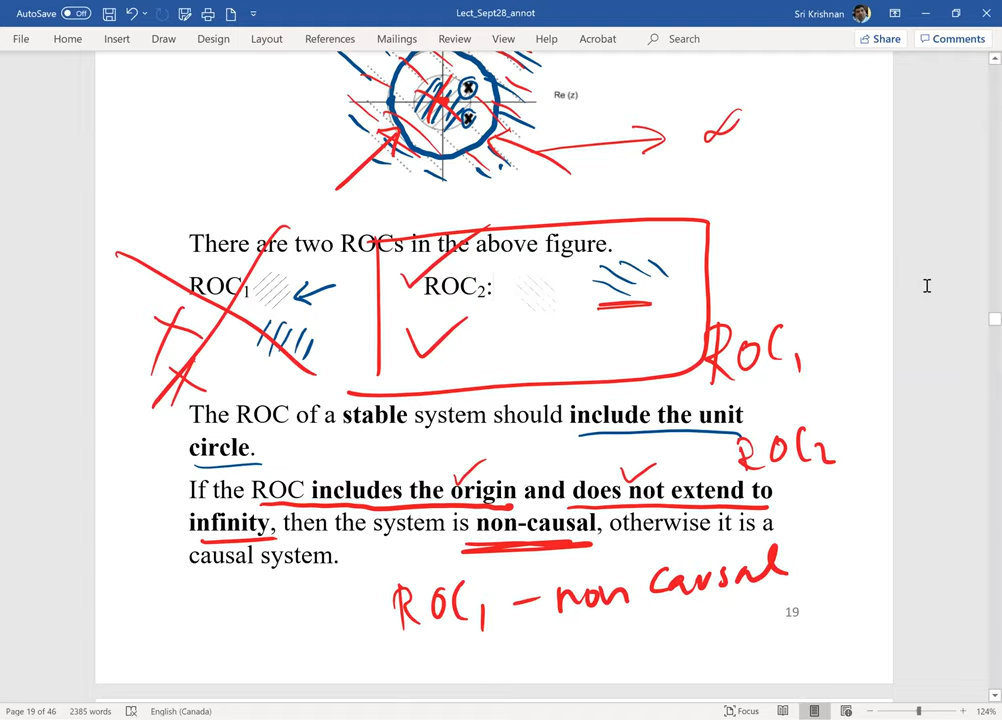 AutoSave Off Lect_Sept28_annot Sri Krishnan
File Home Insert Draw Design Layout References Mailings Review View Help Acrobat Search Share Comments
Re (z)
∞
There are two ROCs in the above figure.
ROC1 ROC2:
ROC1
The ROC of a stable system should include the unit
circle.
ROC2
If the ROC includes the origin and does not extend to
infinity, then the system is non-causal, otherwise it is a
causal system.
ROC1 - non causal
19
Page 19 of 46 2385 words English (Canada) Focus 124%